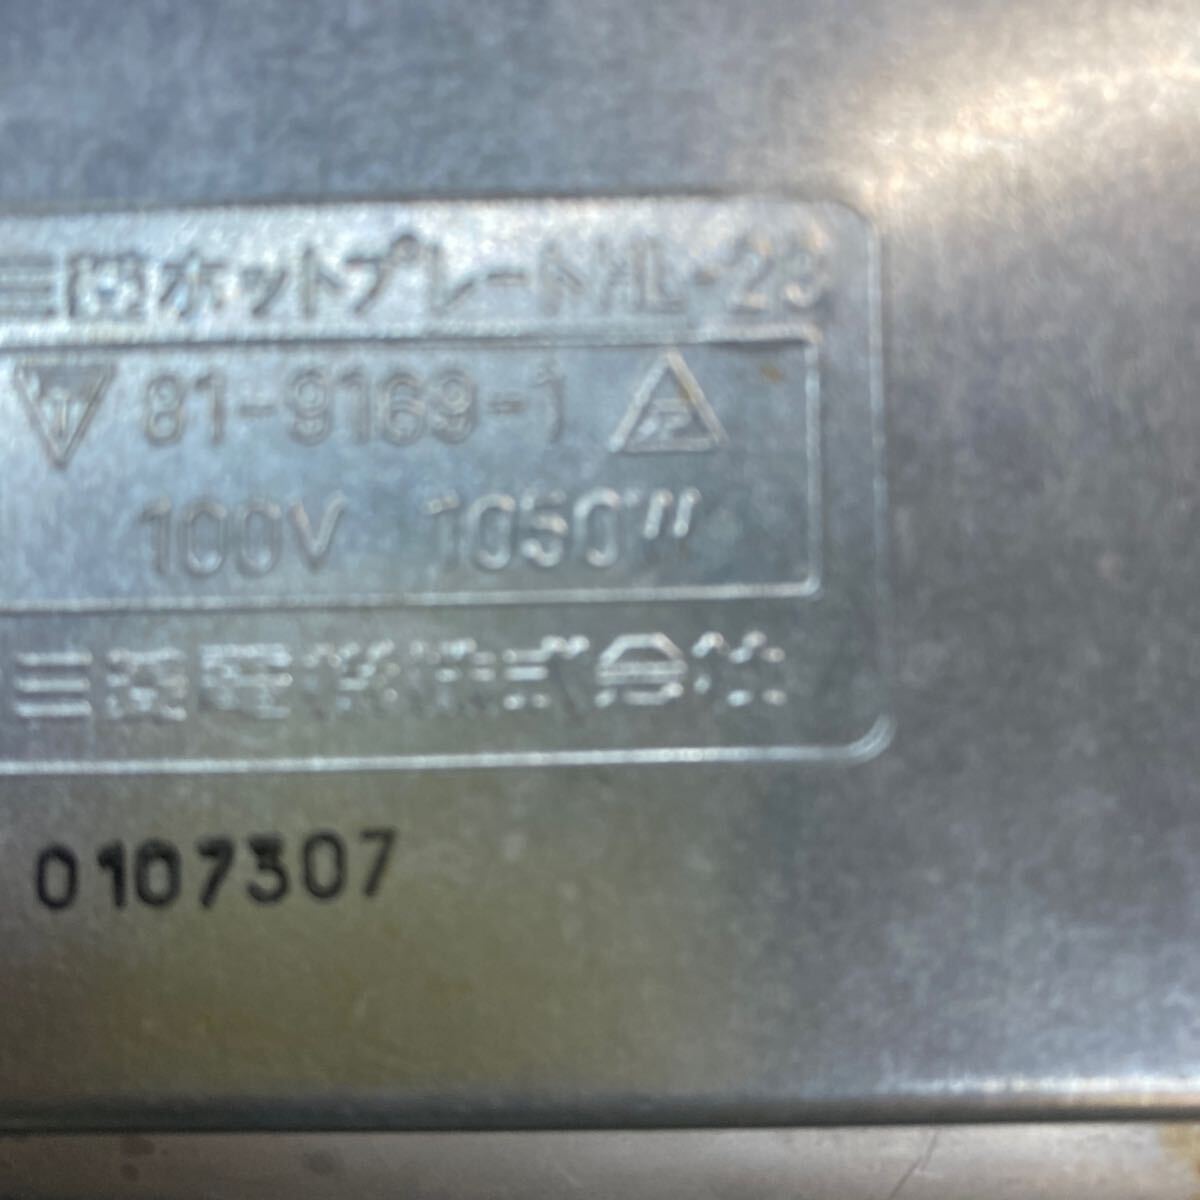 三菱ホットプレートHL-23
▽ 81-9169-1
100V 1050W
三菱電機株式会社
0107307